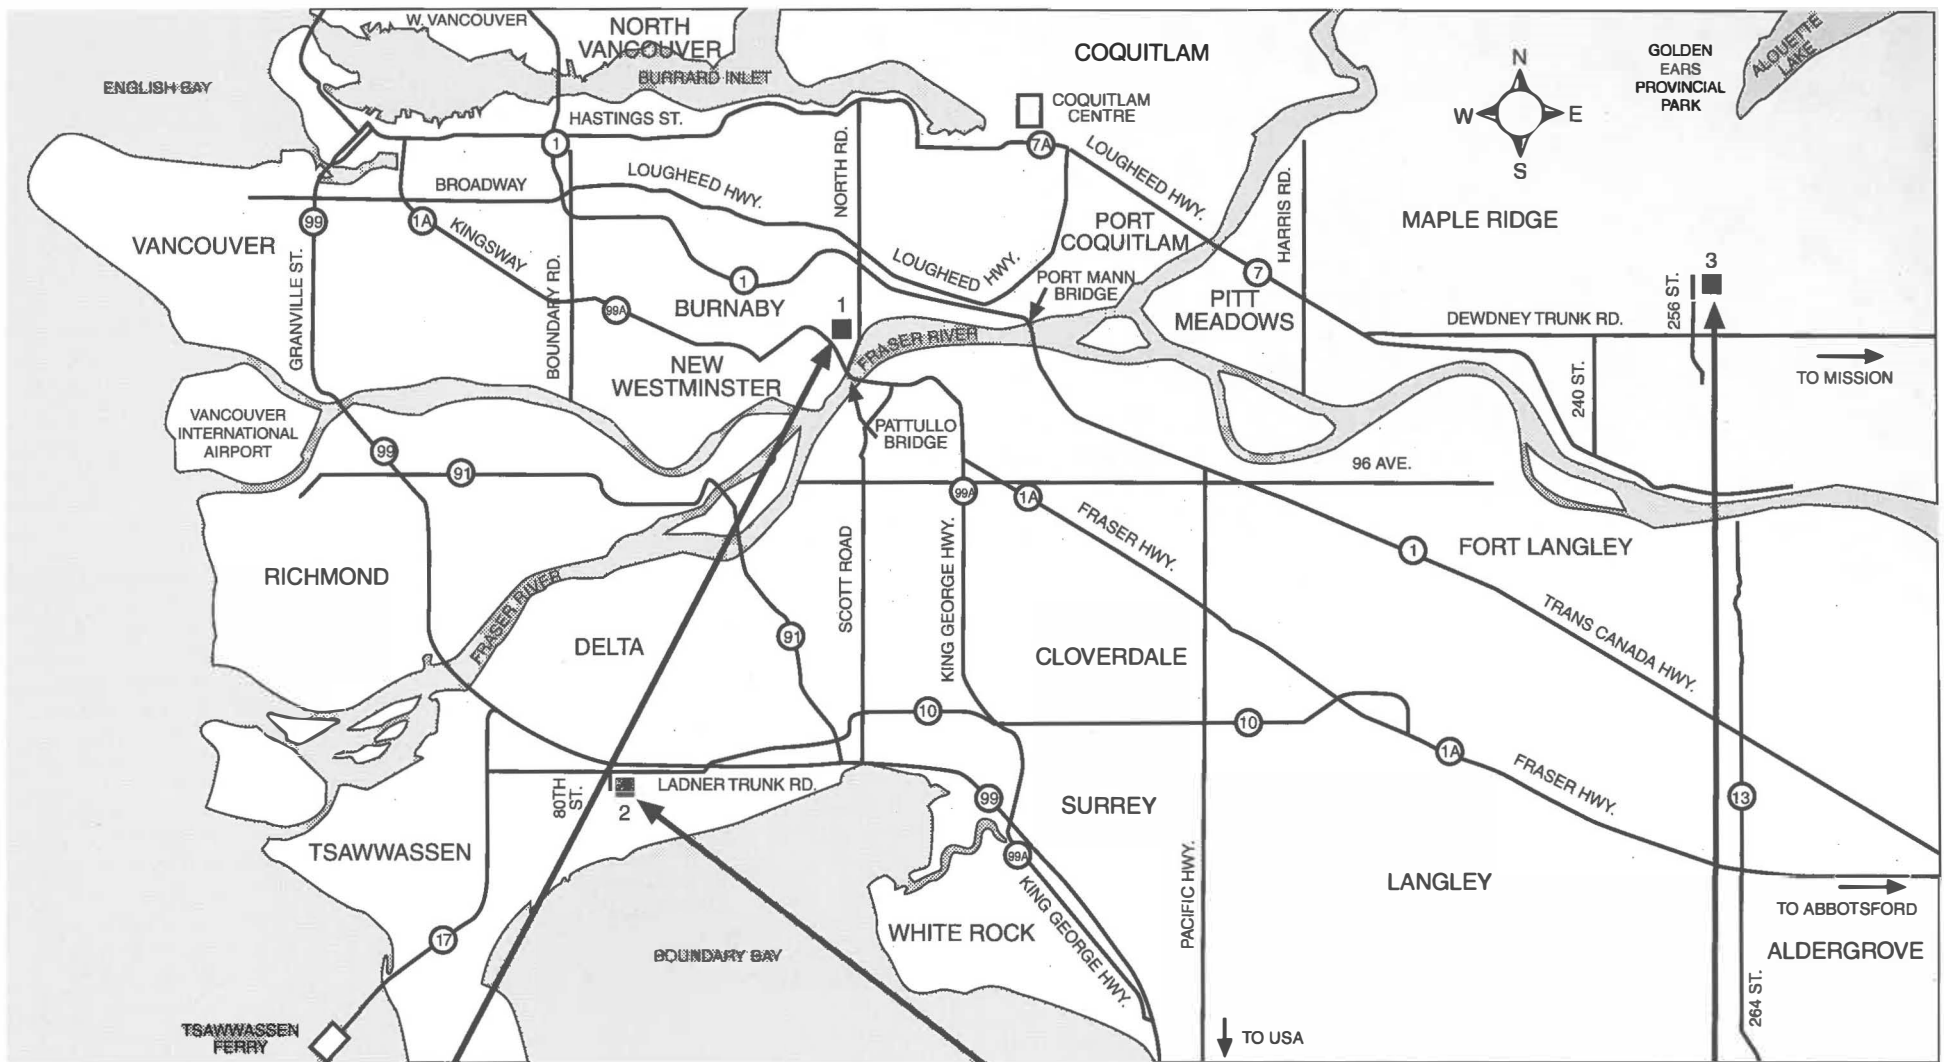 W. VANCOUVER
NORTH
VANCOUVER
BURRARD INLET
ENGLISH BAY
HASTINGS ST.
COQUITLAM
COQUITLAM
CENTRE
GOLDEN
EARS
PROVINCIAL
PARK
ALOUETTE
LAKE
N
W
E
S
1
7A
LOUGHEED HWY.
NORTH RD.
BROADWAY
LOUGHEED HWY.
HARRIS RD.
MAPLE RIDGE
99
1A
KINGSWAY
VANCOUVER
GRANVILLE ST.
BOUNDARY RD.
1
BURNABY
99A
LOUGHEED HWY.
PORT
COQUITLAM
PORT MANN
BRIDGE
7
PITT
MEADOWS
256 ST.
3
1
DEWDNEY TRUNK RD.
TO MISSION
240 ST.
FRASER RIVER
NEW
WESTMINSTER
VANCOUVER
INTERNATIONAL
AIRPORT
PATTULLO
BRIDGE
99
91
96 AVE.
99A
1A
FRASER HWY.
1
FORT LANGLEY
TRANS CANADA HWY.
RICHMOND
FRASER RIVER
DELTA
91
SCOTT ROAD
KING GEORGE HWY.
CLOVERDALE
10
10
1A
FRASER HWY.
13
80TH
ST.
2
LADNER TRUNK RD.
99
SURREY
TSAWWASSEN
99A
KING GEORGE HWY.
PACIFIC HWY.
LANGLEY
TO ABBOTSFORD
ALDERGROVE
WHITE ROCK
17
BOUNDARY BAY
264 ST.
TSAWWASSEN
FERRY
TO USA